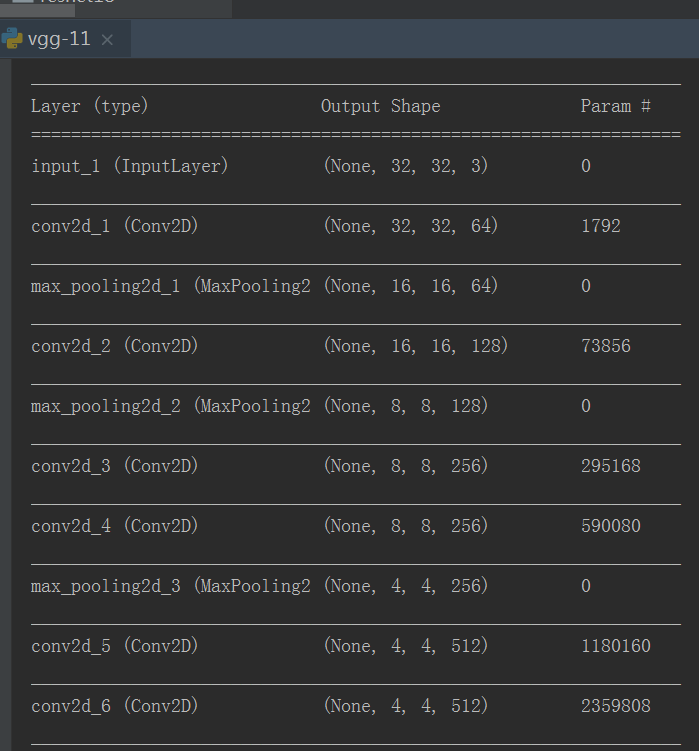 vgg-11 ×
Layer (type) Output Shape Param #
=================================================================
input_1 (InputLayer) (None, 32, 32, 3) 0
conv2d_1 (Conv2D) (None, 32, 32, 64) 1792
max_pooling2d_1 (MaxPooling2 (None, 16, 16, 64) 0
conv2d_2 (Conv2D) (None, 16, 16, 128) 73856
max_pooling2d_2 (MaxPooling2 (None, 8, 8, 128) 0
conv2d_3 (Conv2D) (None, 8, 8, 256) 295168
conv2d_4 (Conv2D) (None, 8, 8, 256) 590080
max_pooling2d_3 (MaxPooling2 (None, 4, 4, 256) 0
conv2d_5 (Conv2D) (None, 4, 4, 512) 1180160
conv2d_6 (Conv2D) (None, 4, 4, 512) 2359808